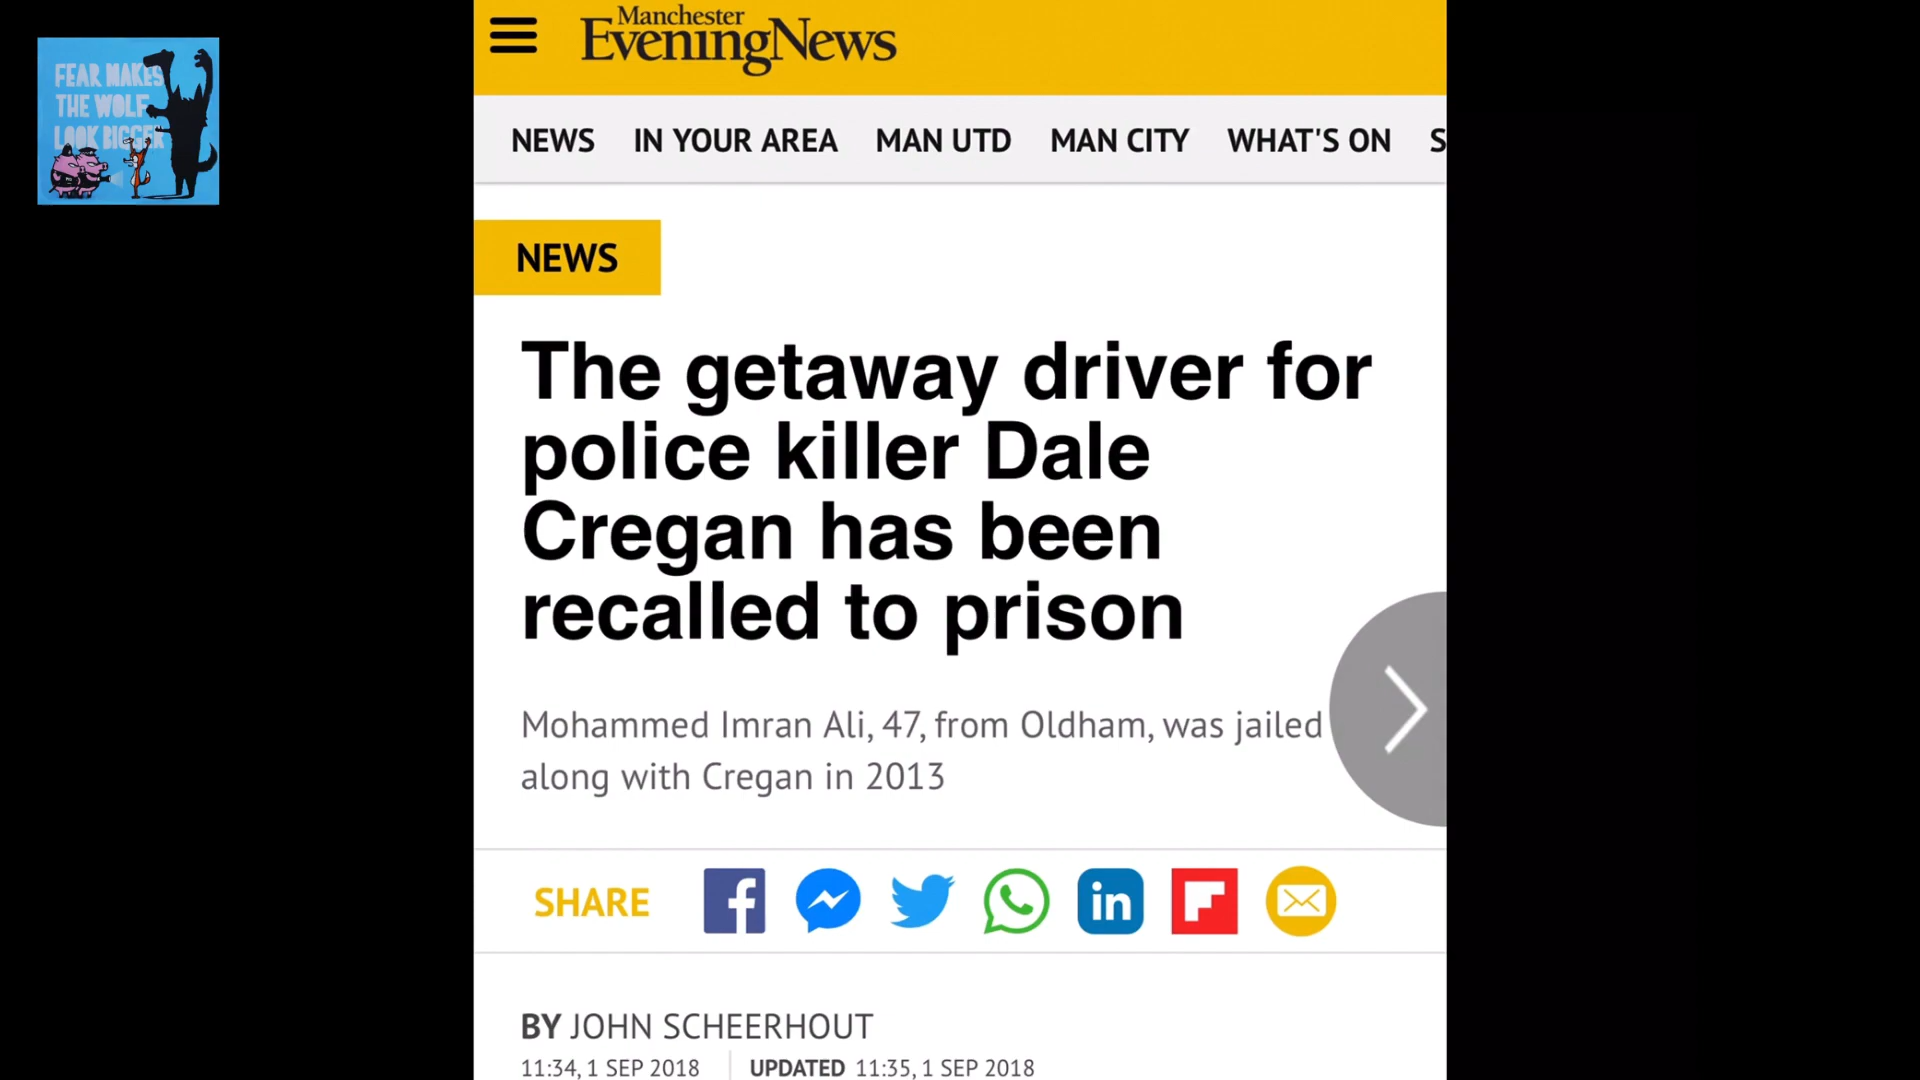 FEAR MAKES
THE WOLF
LOOK BIGGER
Manchester
EveningNews
NEWS IN YOUR AREA MAN UTD MAN CITY WHAT'S ON S
NEWS
The getaway driver for
police killer Dale
Cregan has been
recalled to prison
Mohammed Imran Ali, 47, from Oldham, was jailed
along with Cregan in 2013
SHARE
BY JOHN SCHEERHOUT
11:34, 1 SEP 2018 UPDATED 11:35, 1 SEP 2018